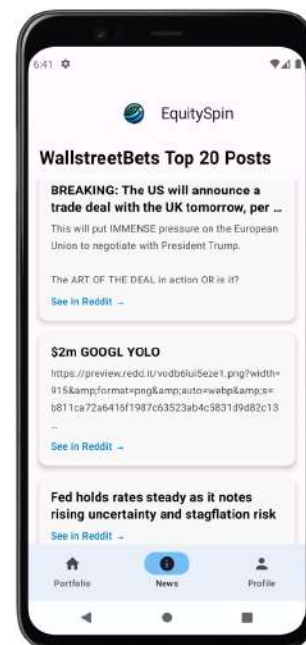 6:41
EquitySpin
WallstreetBets Top 20 Posts
BREAKING: The US will announce a
trade deal with the UK tomorrow, per ...
This will put IMMENSE pressure on the European
Union to negotiate with President Trump.
The ART OF THE DEAL in action OR is it?
See in Reddit →
$2m GOOGL YOLO
https://preview.redd.it/vodb6lui5eze1.png?width=
915&amp;format=png&amp;auto=webp&amp;s=
b811ca72a6416f1987c63523ab4c5831d9d82c13
...
See in Reddit →
Fed holds rates steady as it notes
rising uncertainty and stagflation risk
See in Reddit →
Portfolio
News
Profile